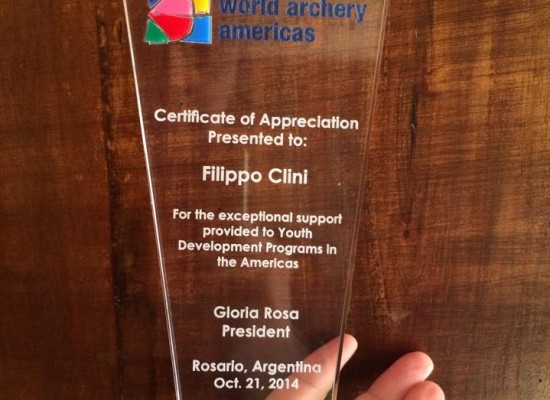 world archery
americas
Certificate of Appreciation
Presented to:
Filippo Clini
For the exceptional support
provided to Youth
Development Programs in
the Americas
Gloria Rosa
President
Rosario, Argentina
Oct. 21, 2014